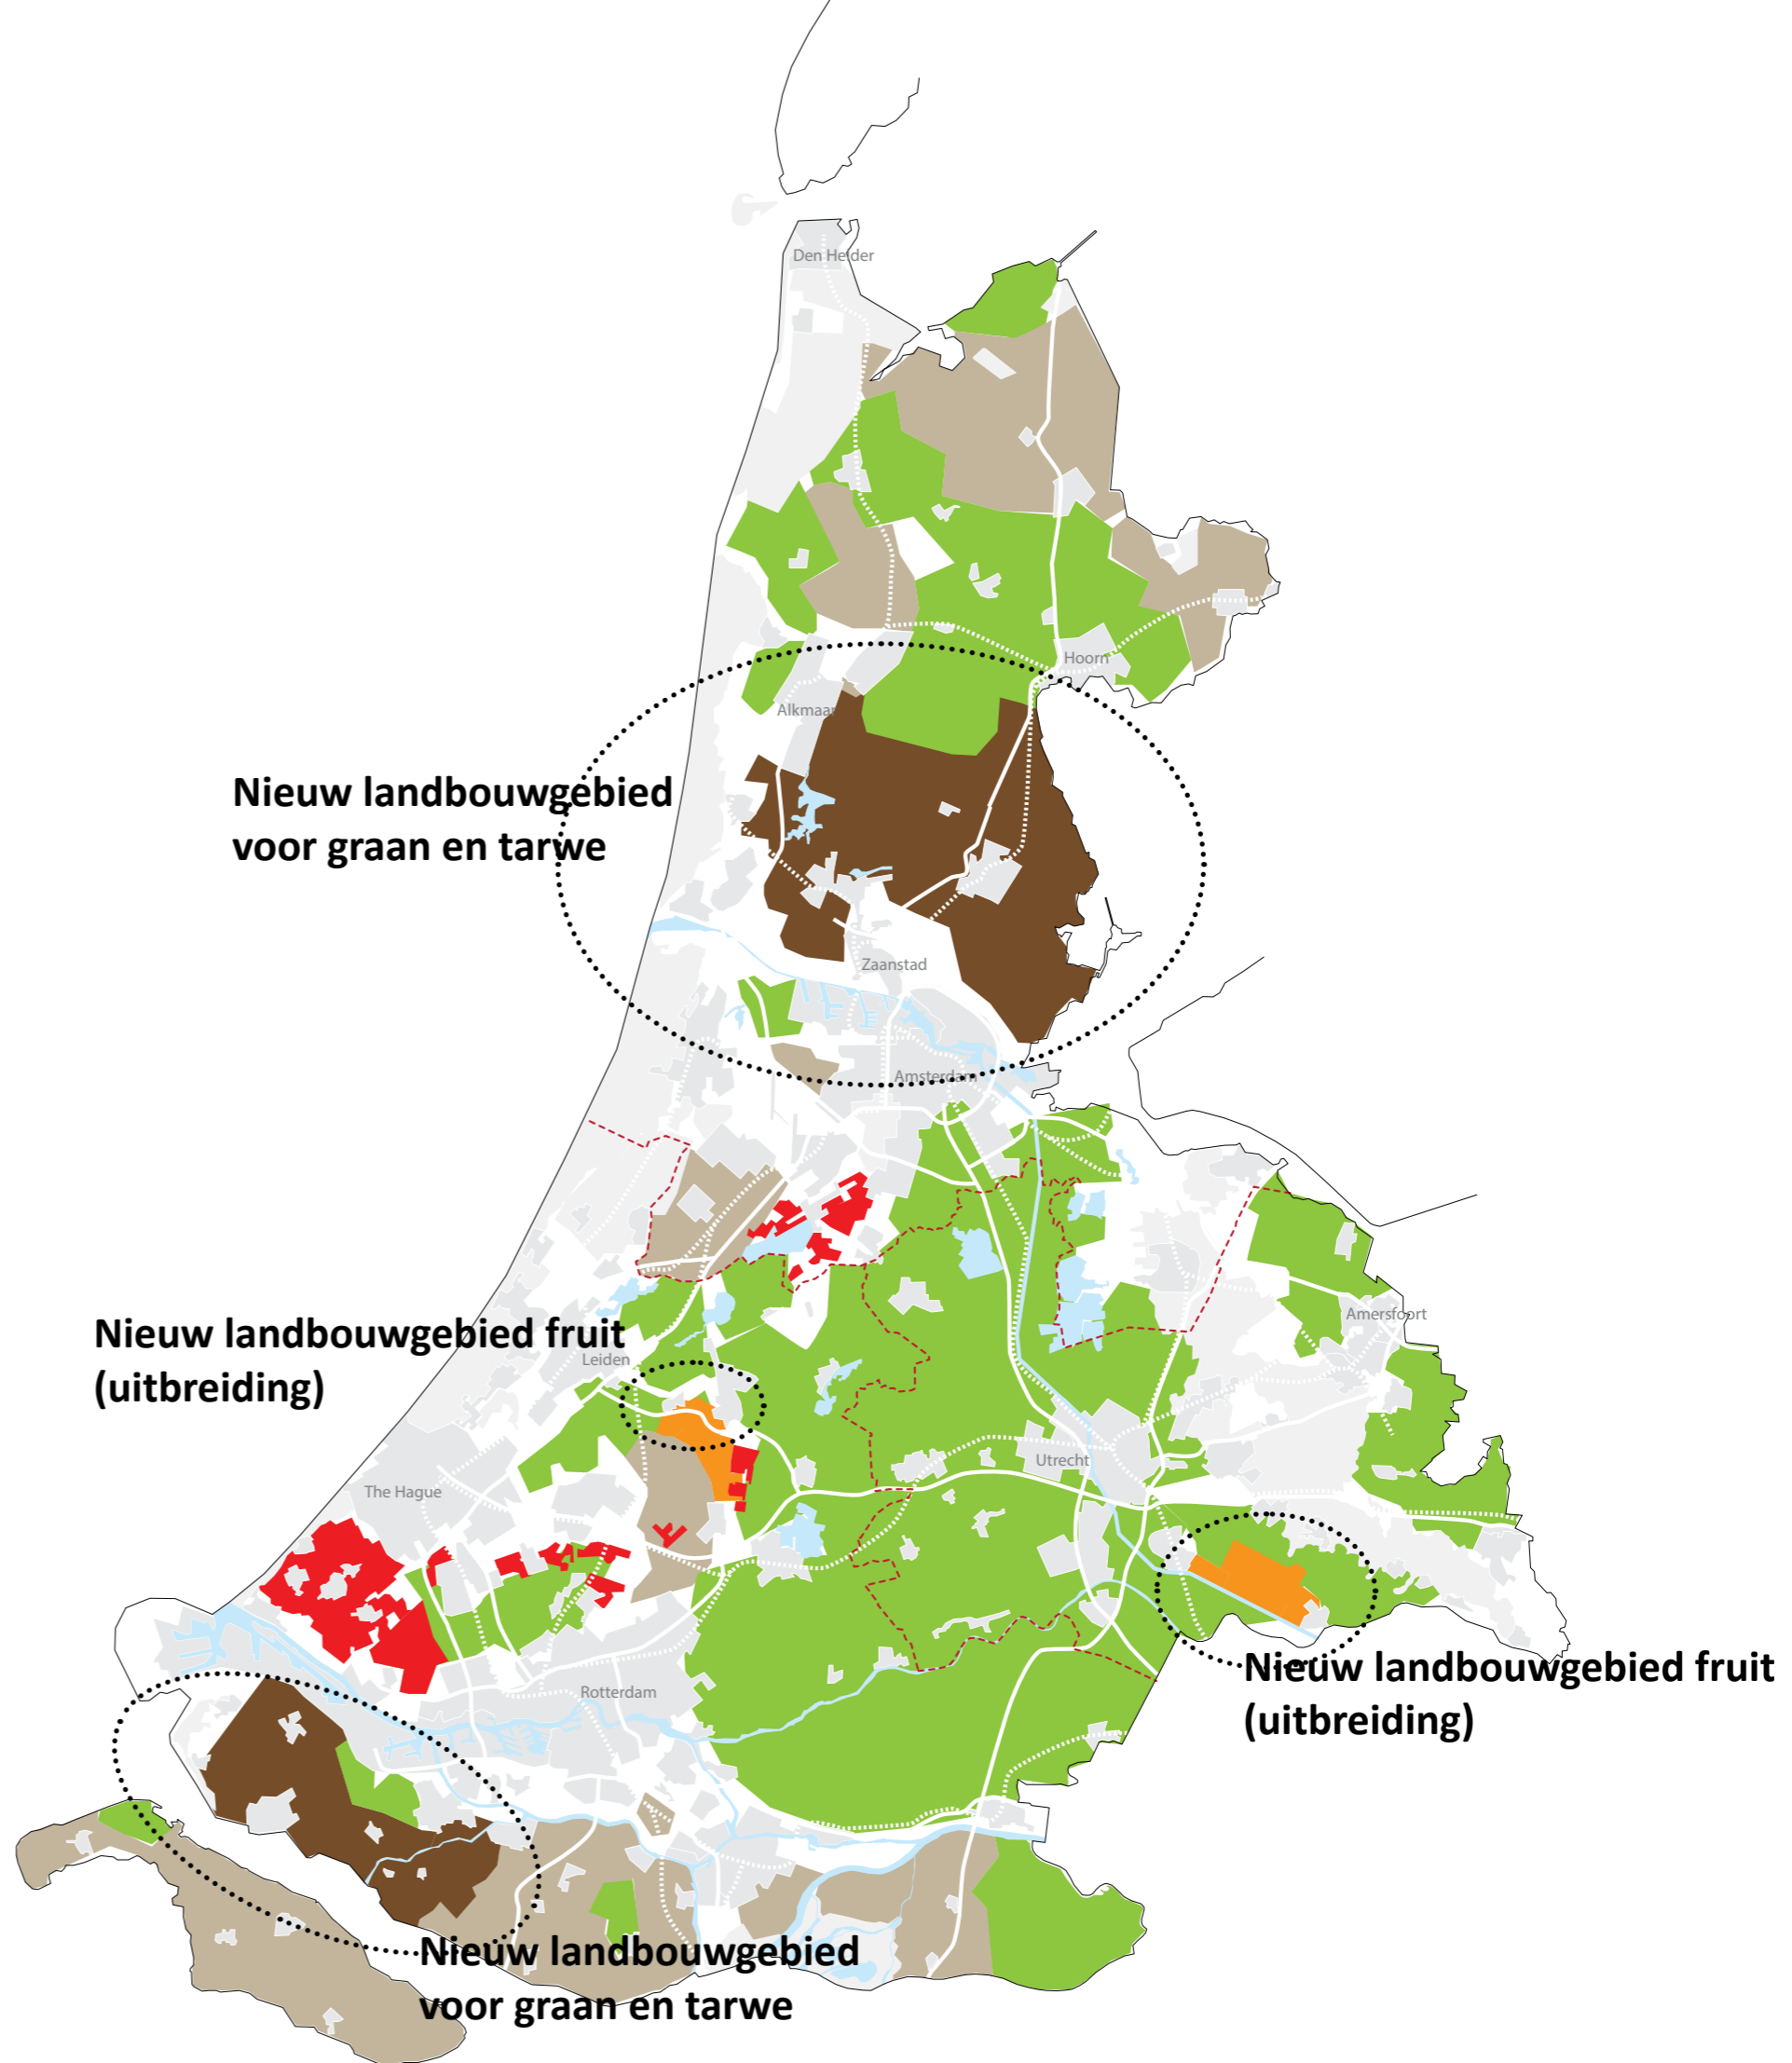 Den Helder
Hoorn
Alkmaar
Nieuw landbouwgebied
voor graan en tarwe
Zaanstad
Amsterdam
Nieuw landbouwgebied fruit
(uitbreiding)
Amersfoort
Leiden
Utrecht
The Hague
Nieuw landbouwgebied fruit
(uitbreiding)
Rotterdam
Nieuw landbouwgebied
voor graan en tarwe